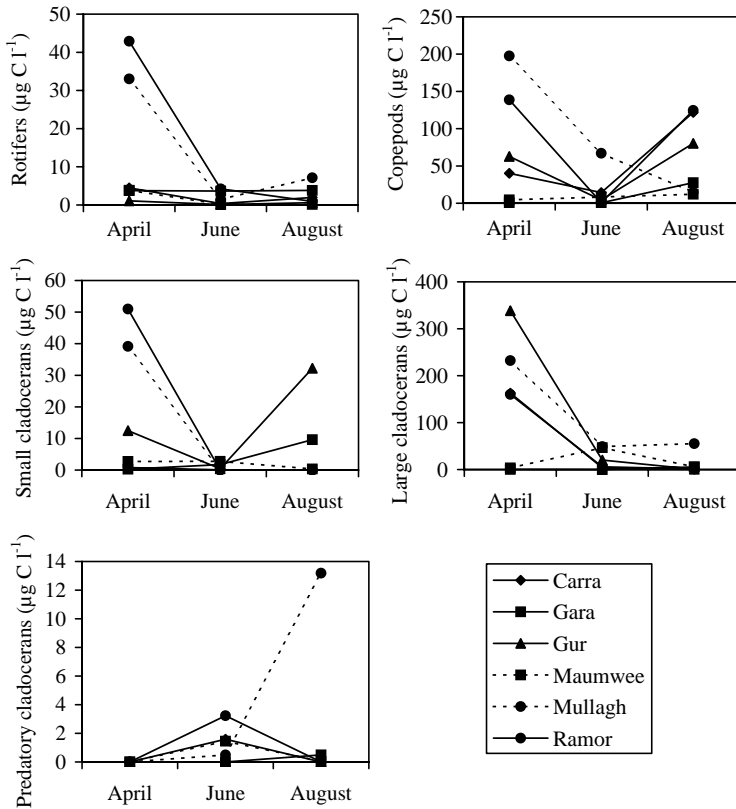 Rotifers (µg C l-1)
50
40
30
20
10
0
April June August
Copepods (µg C l-1)
250
200
150
100
50
0
April June August
Small cladocerans (µg C l-1)
60
50
40
30
20
10
0
April June August
Large cladocerans (µg C l-1)
400
300
200
100
0
April June August
Predatory cladocerans (µg C l-1)
14
12
10
8
6
4
2
0
April June August
Carra
Gara
Gur
Maumwee
Mullagh
Ramor